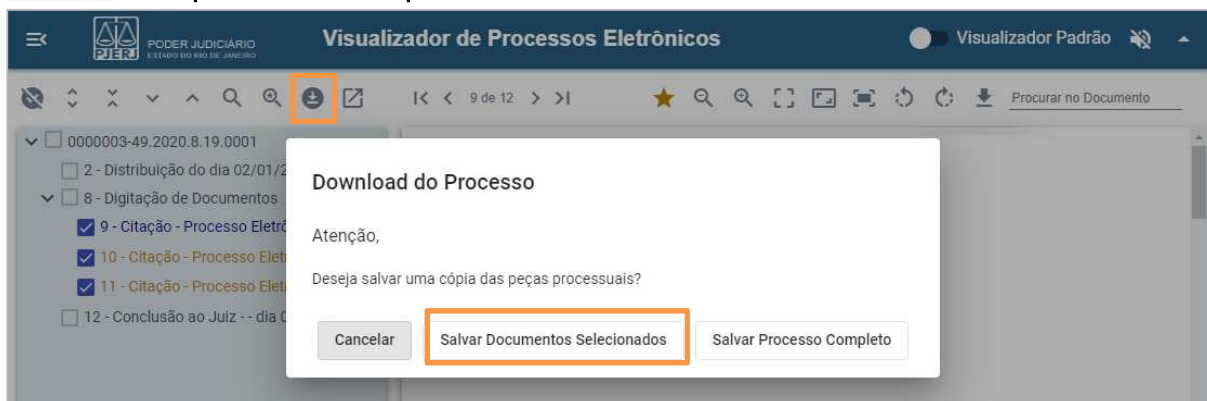 PJERJ
PODER JUDICIÁRIO
ESTADO DO RIO DE JANEIRO
Visualizador de Processos Eletrônicos
Visualizador Padrão
9 de 12
Procurar no Documento
0000003-49.2020.8.19.0001
2 - Distribuição do dia 02/01/2
8 - Digitação de Documentos
9 - Citação - Processo Eletrô
10 - Citação - Processo Elet
11 - Citação - Processo Elet
12 - Conclusão ao Juiz -- dia
Download do Processo
Atenção,
Deseja salvar uma cópia das peças processuais?
Cancelar
Salvar Documentos Selecionados
Salvar Processo Completo